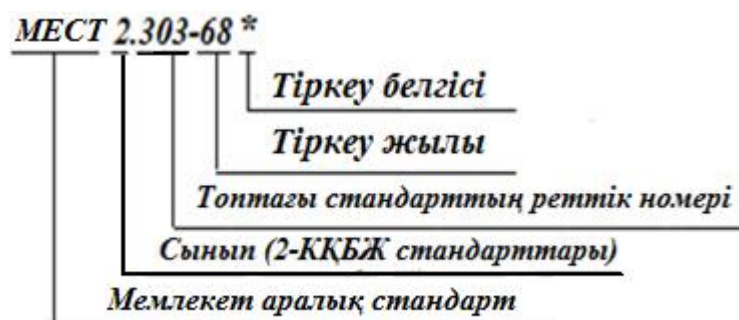 МЕСТ 2.303-68 *
Тіркеу белгісі
Тіркеу жылы
Топтағы стандарттың реттік номері
Сынып (2-КҚБЖ стандарттары)
Мемлекет аралық стандарт